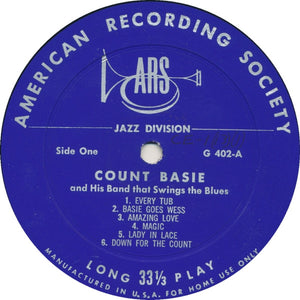 AMERICAN RECORDING SOCIETY
ARS
JAZZ DIVISION
Side One
G 402-A
COUNT BASIE
and His Band that Swings the Blues
1. EVERY TUB
2. BASIE GOES WESS
3. AMAZING LOVE
4. MAGIC
5. LADY IN LACE
6. DOWN FOR THE COUNT
LONG 33⅓ PLAY
MANUFACTURED IN U.S.A. FOR HOME USE ONLY